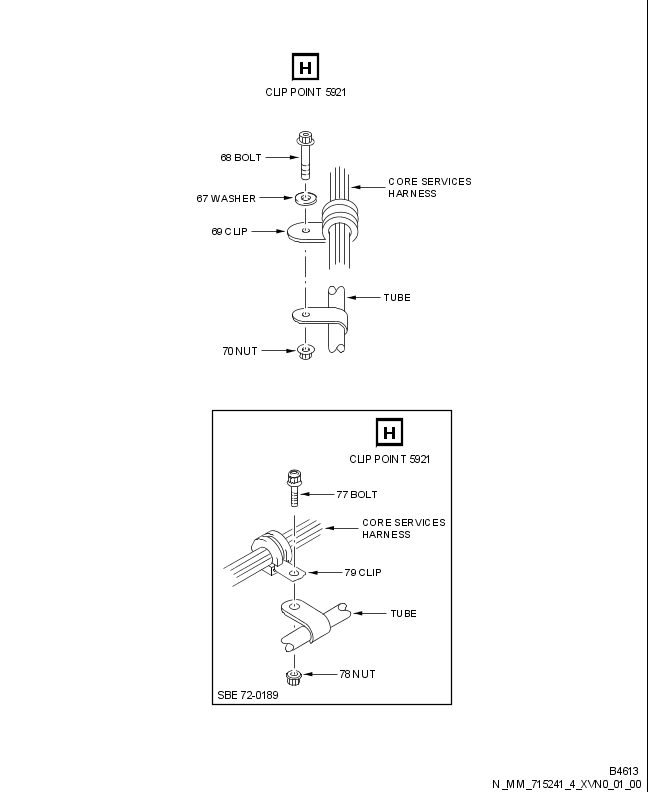 H
CLIP POINT 5921
68 BOLT
CORE SERVICES
HARNESS
67 WASHER
69 CLIP
TUBE
70 NUT
H
CLIP POINT 5921
77 BOLT
CORE SERVICES
HARNESS
79 CLIP
TUBE
78 NUT
SBE 72-0189
B4613
N_MM_715241_4_XVN0_01_00